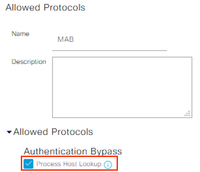 Allowed Protocols
Name
MAB
Description
Allowed Protocols
Authentication Bypass
Process Host Lookup